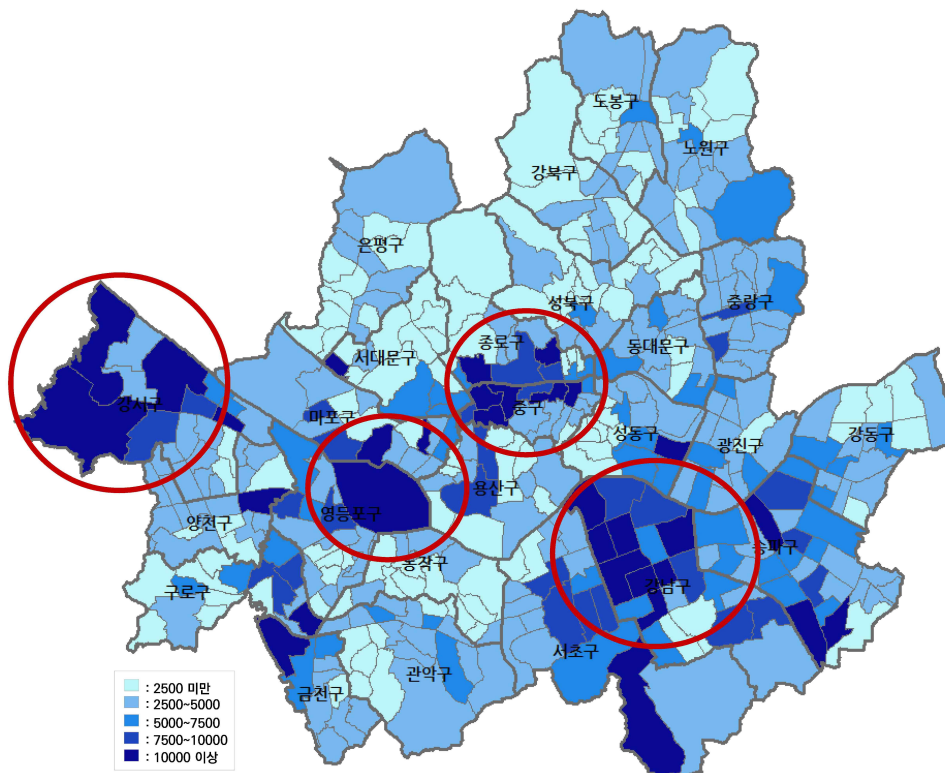 도봉구
노원구
강북구
은평구
중랑구
성북구
종로구
동대문구
서대문구
강서구
중구
마포구
성동구
광진구
강동구
용산구
양천구
영등포구
송파구
동작구
강남구
구로구
서초구
관악구
금천구
: 2500 미만
: 2500~5000
: 5000~7500
: 7500~10000
: 10000 이상